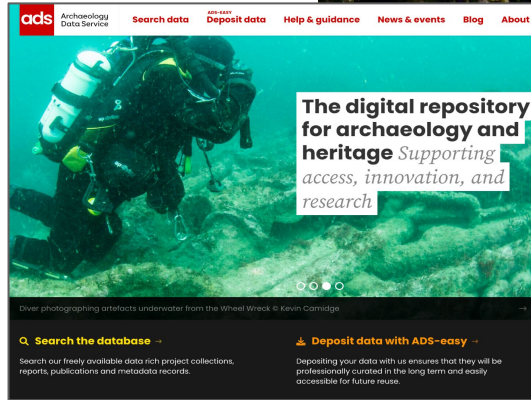 ads
Archaeology
Data Service
Search data
ADS-EASY
Deposit data
Help & guidance
News & events
Blog
About
The digital repository
for archaeology and
heritage Supporting
access, innovation, and
research
Diver photographing artefacts underwater from the Wheel Wreck © Kevin Camidge
Search the database →
Search our freely available data rich project collections,
reports, publications and metadata records.
Deposit data with ADS-easy →
Depositing your data with us ensures that they will be
professionally curated in the long term and easily
accessible for future reuse.